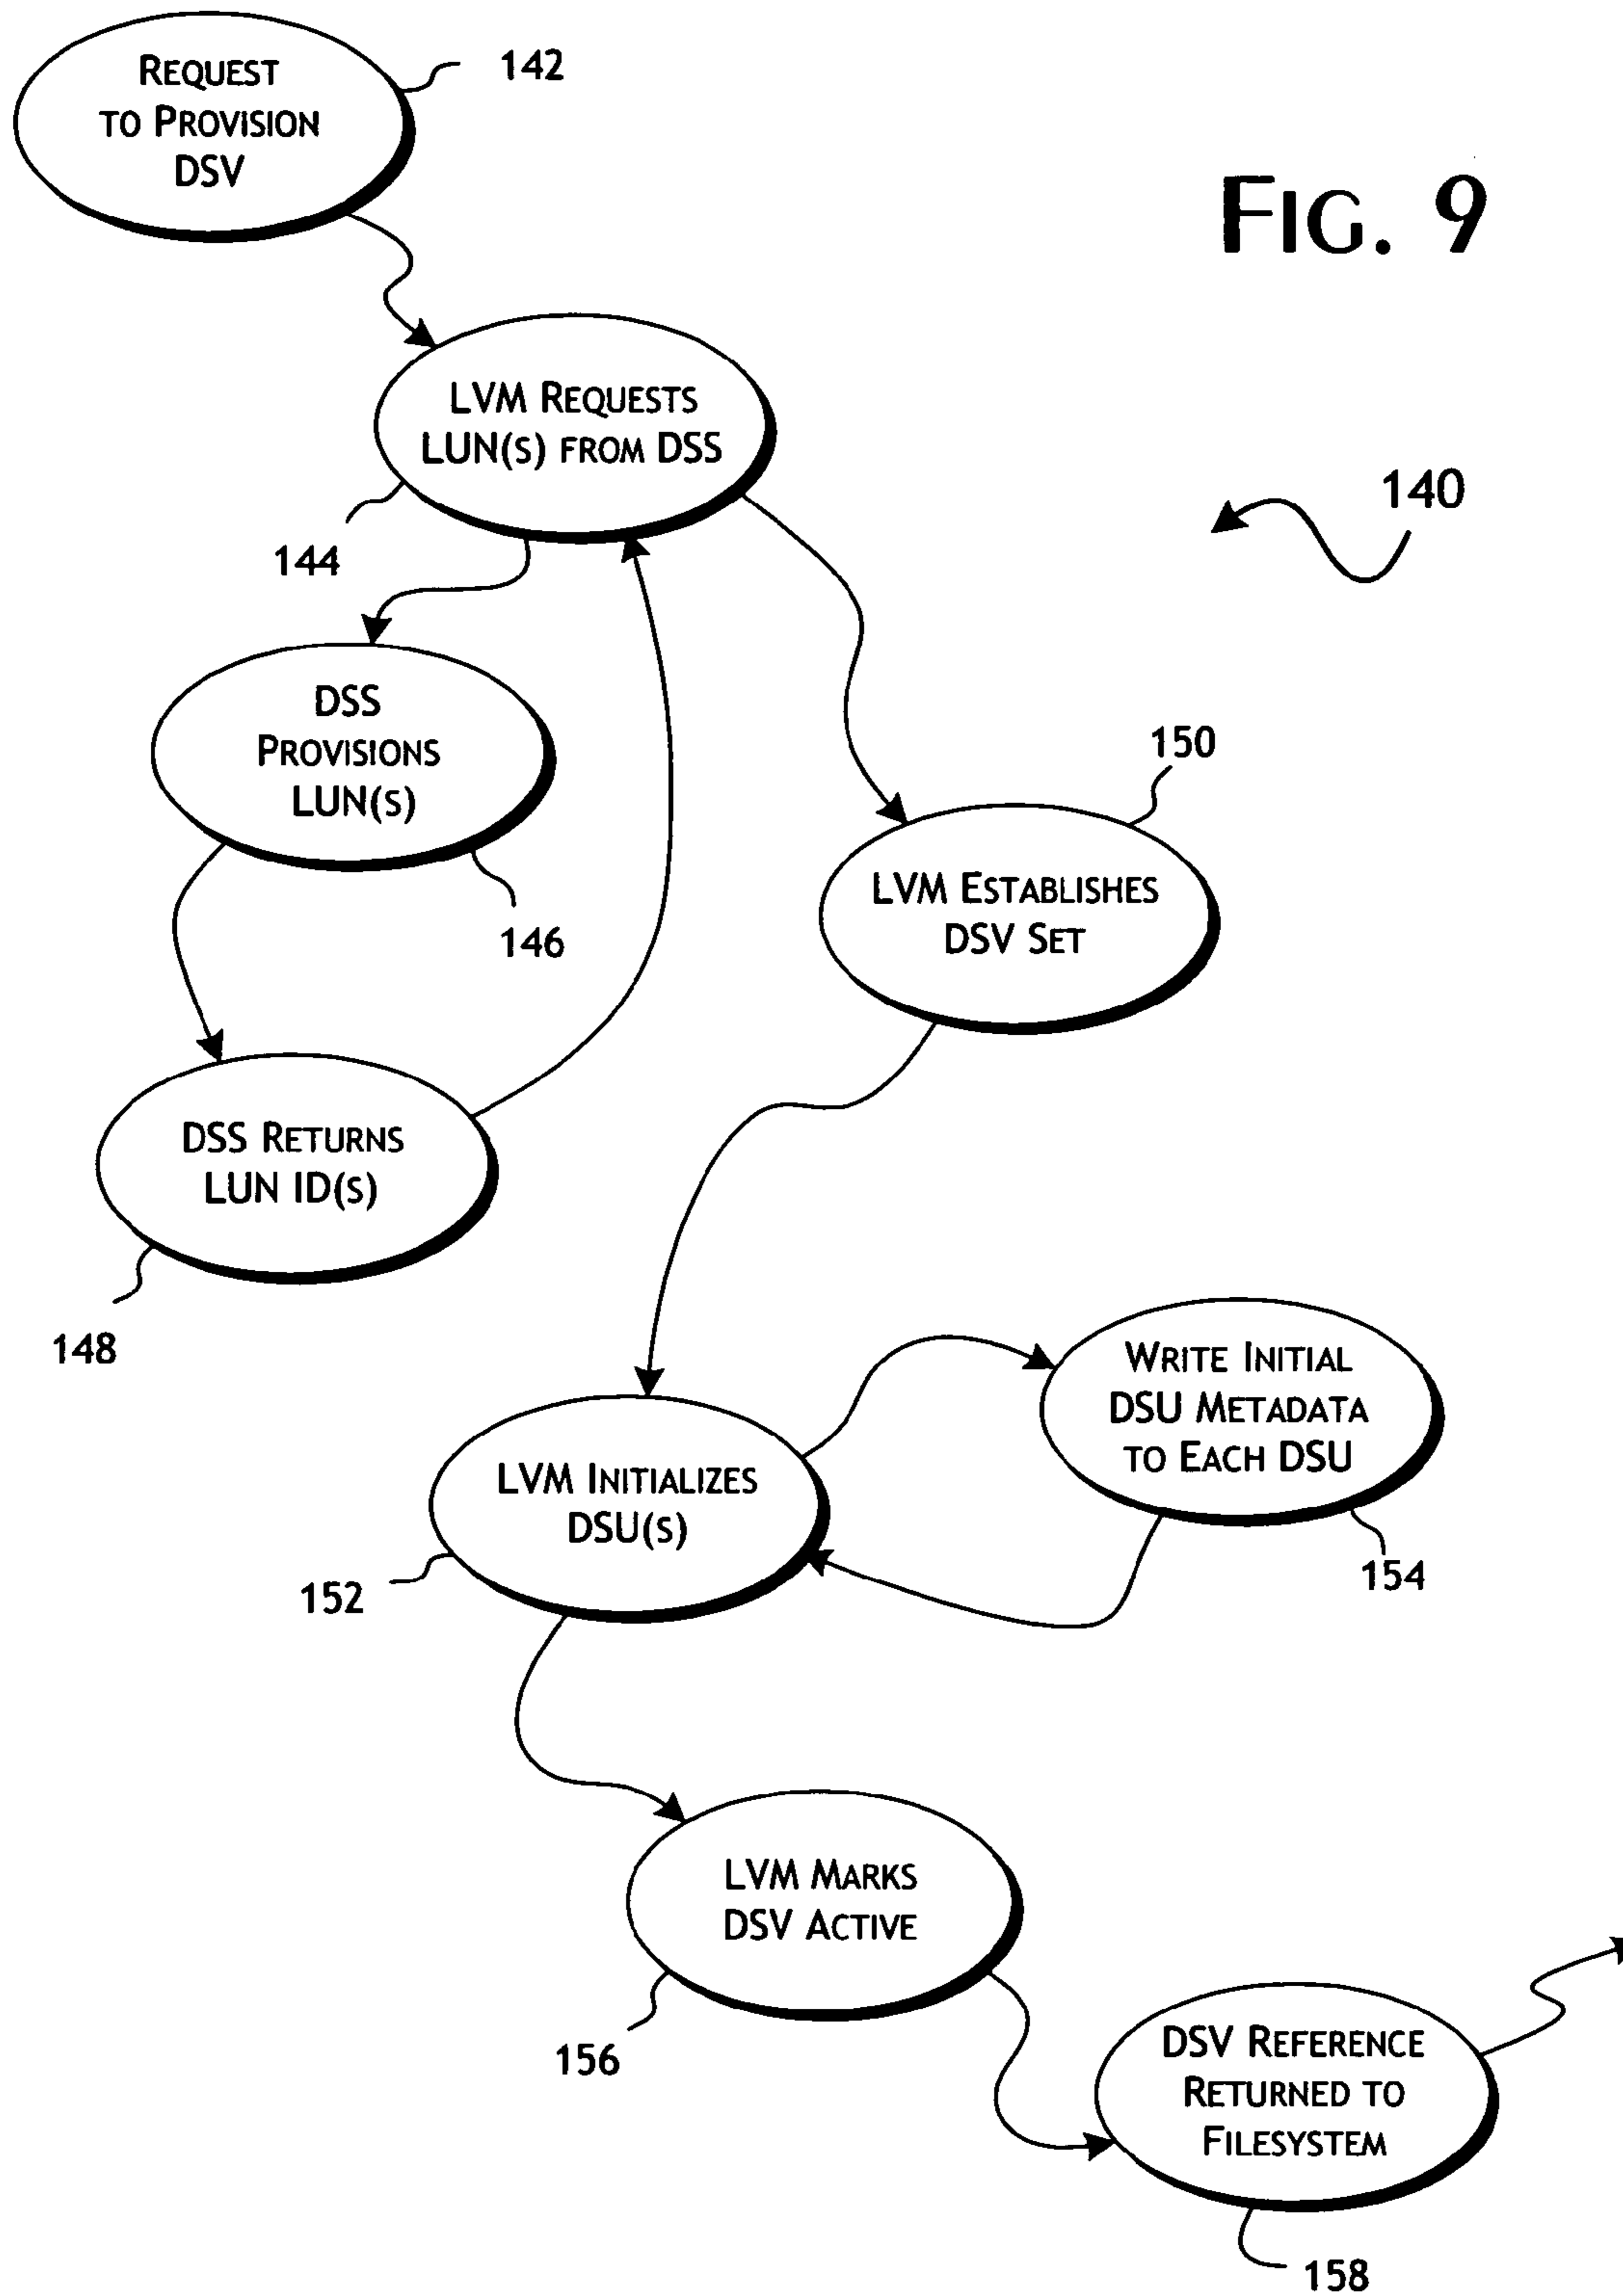 REQUEST
TO PROVISION
DSV
142
FIG. 9
LVM REQUESTS
LUN(S) FROM DSS
144
140
DSS
PROVISIONS
LUN(S)
146
150
LVM ESTABLISHES
DSV SET
DSS RETURNS
LUN ID(S)
148
WRITE INITIAL
DSU METADATA
TO EACH DSU
154
LVM INITIALIZES
DSU(S)
152
LVM MARKS
DSV ACTIVE
156
DSV REFERENCE
RETURNED TO
FILESYSTEM
158